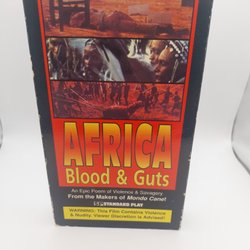 AFRICA
Blood & Guts
An Epic Poem of Violence & Savagery
From the Makers of Mondo Cane!
STANDARD PLAY
WARNING: This Film Contains Violence
& Nudity. Viewer Discretion is Advised!